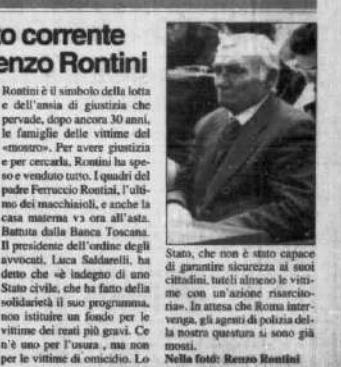 to corrente
enzo Rontini
Rontini è il simbolo della lotta
e dell'ansia di giustizia che
pervade, dopo ancora 30 anni,
le famiglie delle vittime del
«mostro». Per avere giustizia
e per cercarla, Rontini ha spe-
so e venduto tutto. I quadri del
padre Ferruccio Rontini, l'ulti-
mo dei macchiaioli, e anche la
casa materna va ora all'asta.
Battuta dalla Banca Toscana.
Il presidente dell'ordine degli
avvocati, Luca Saldarelli, ha
detto che «è indegno di uno
Stato civile, che ha fatto della
solidarietà il suo programma,
non istituire un fondo per le
vittime dei reati più gravi. Ce
n'è uno per l'usura , ma non
per le vittime di omicidio. Lo
Stato, che non è stato capace
di garantire sicurezza ai suoi
cittadini, tuteli almeno le vitti-
me con un'azione risarcito-
ria». In attesa che Roma inter-
venga, gli agenti di polizia del-
la nostra questura si sono già
mossi.
Nella foto: Renzo Rontini